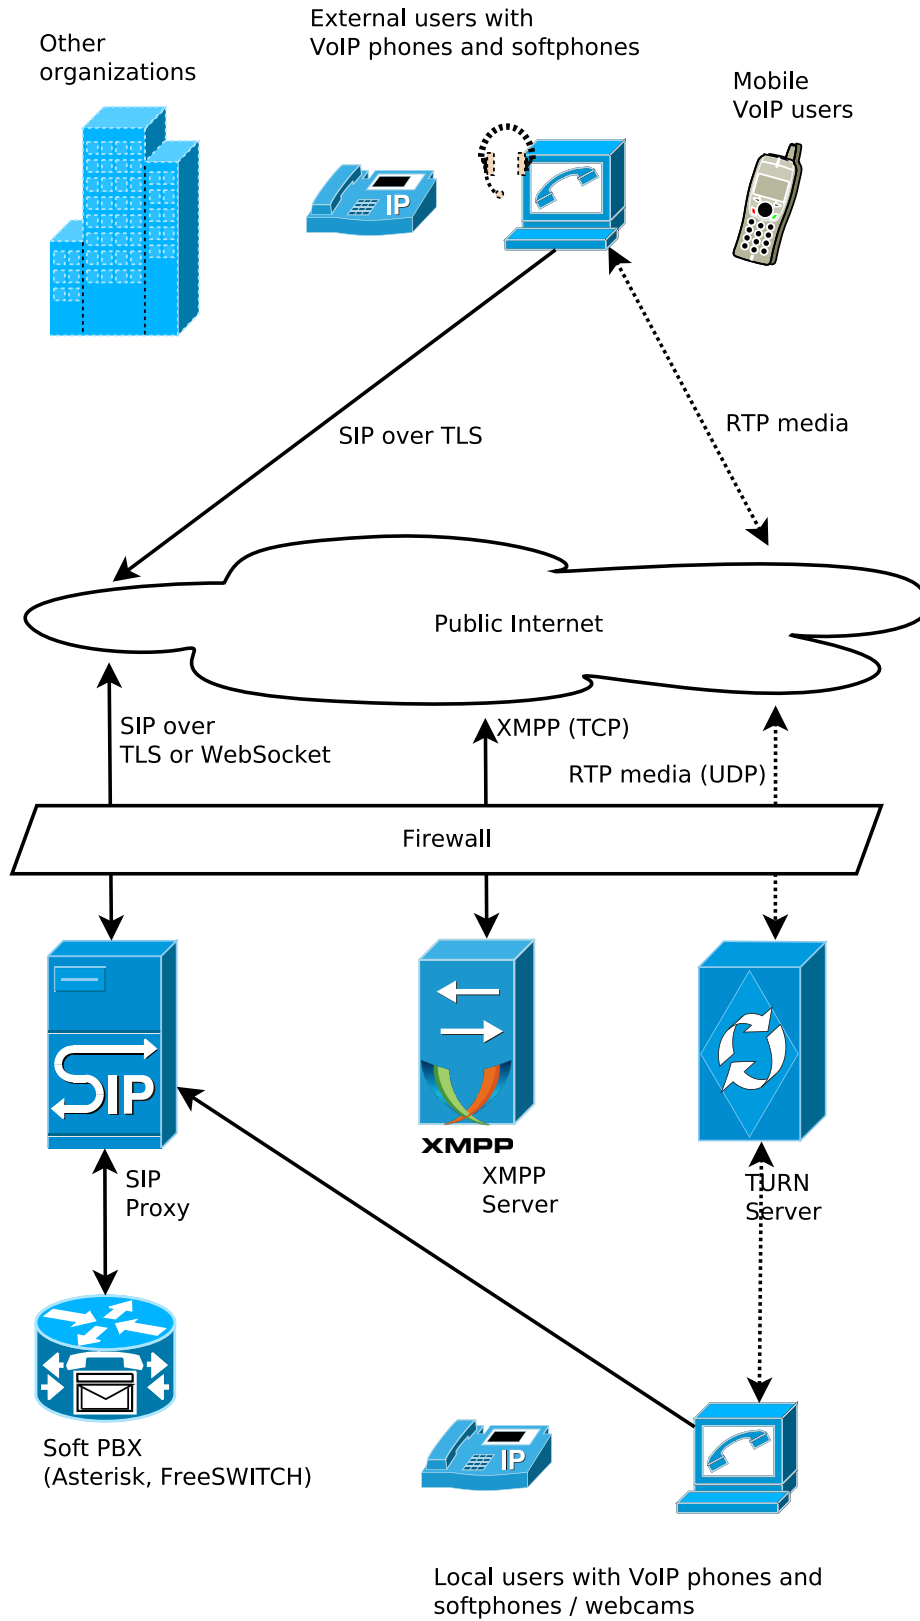 External users with
VoIP phones and softphones
Other
organizations
Mobile
VoIP users
IP
SIP over TLS
RTP media
Public Internet
SIP over
TLS or WebSocket
XMPP (TCP)
RTP media (UDP)
Firewall
SIP
XMPP
SIP
Proxy
XMPP
Server
TURN
Server
Soft PBX
(Asterisk, FreeSWITCH)
IP
Local users with VoIP phones and
softphones / webcams